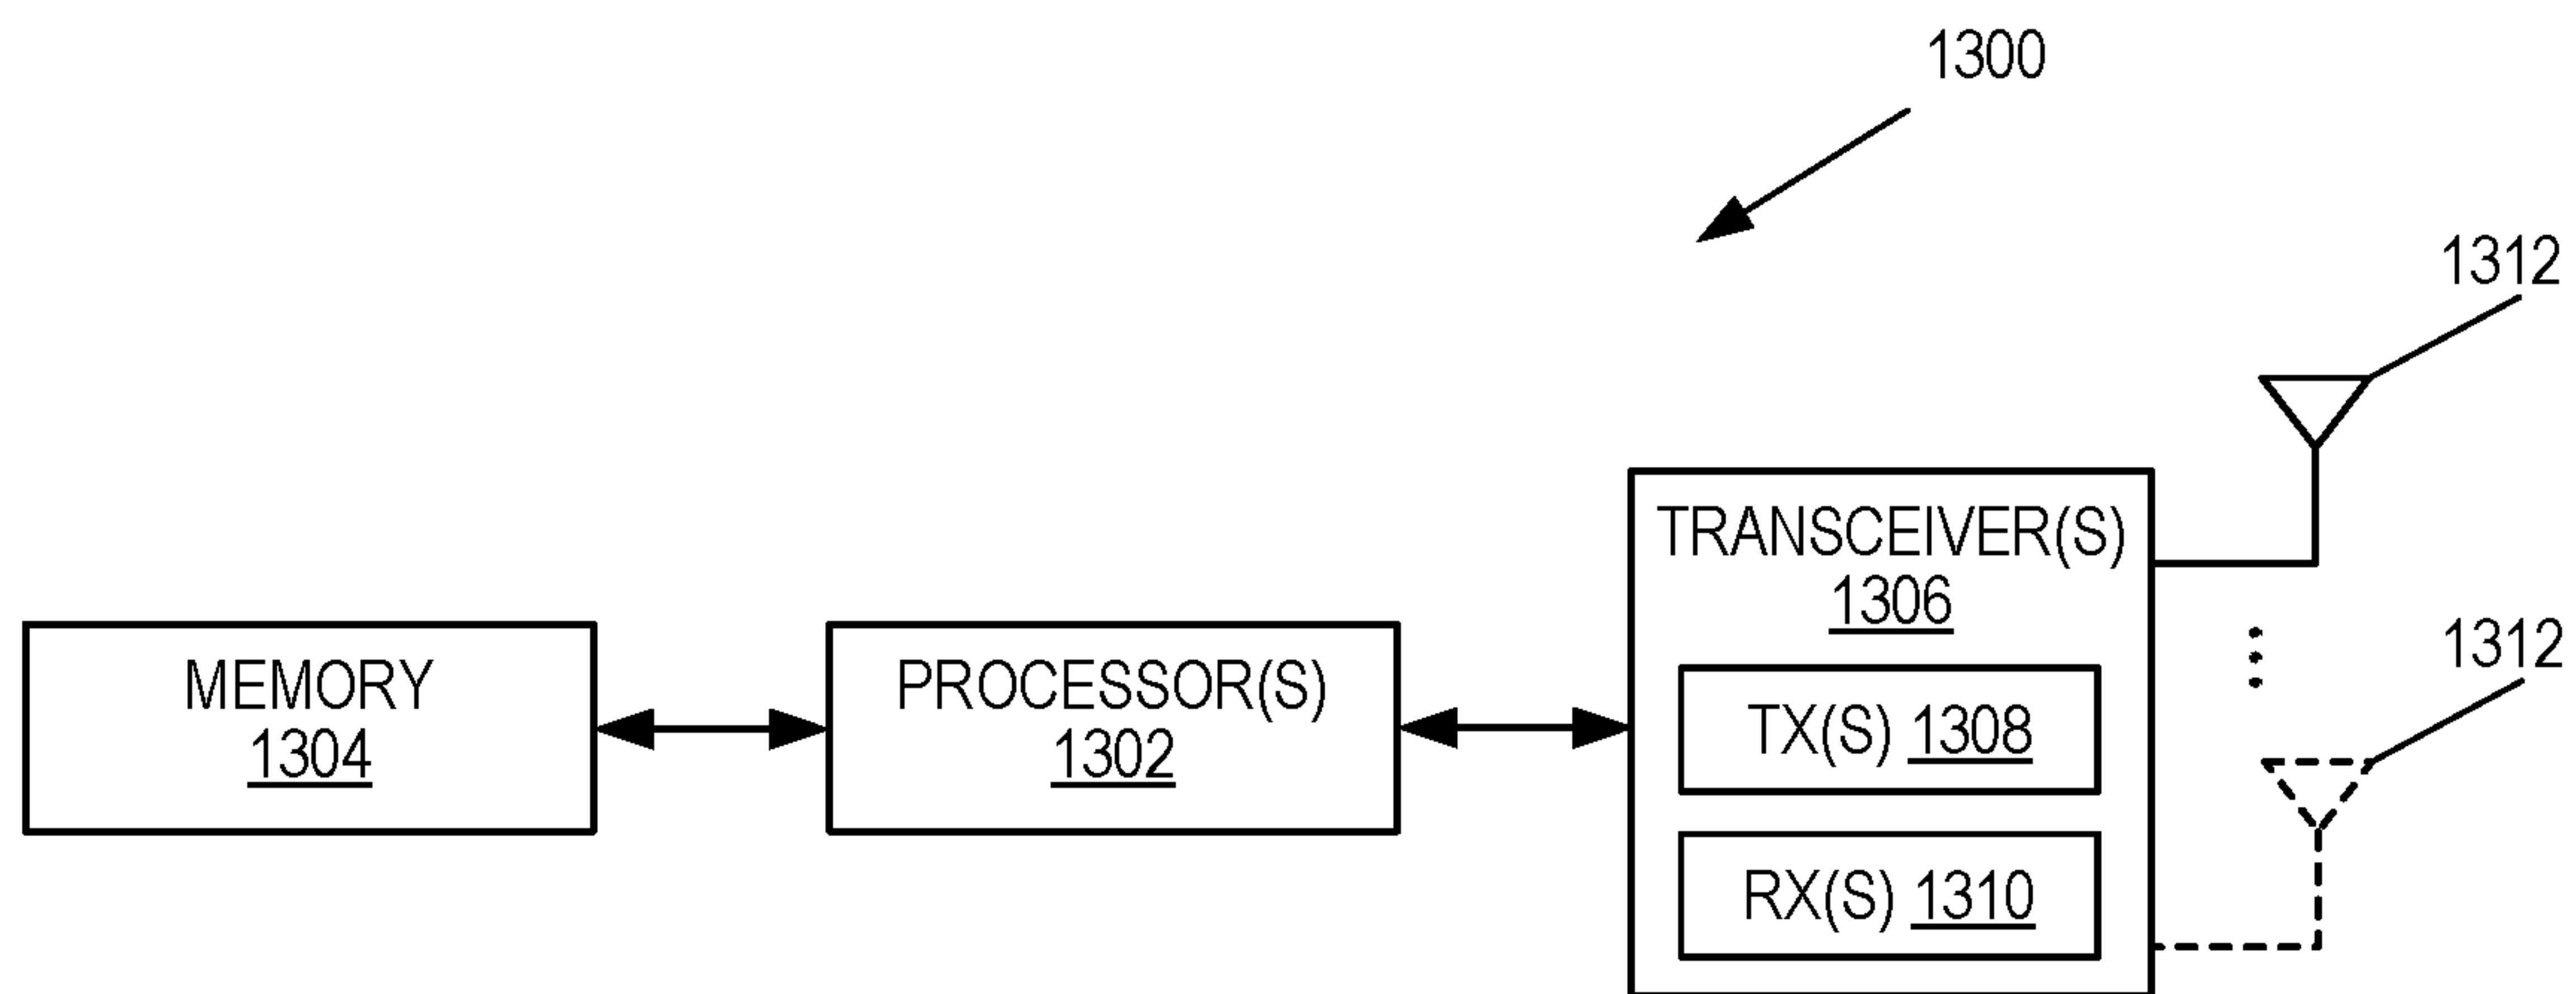 1300
1312
TRANSCEIVER(S)
1306
MEMORY
1304
PROCESSOR(S)
1302
TX(S) 1308
RX(S) 1310
1312